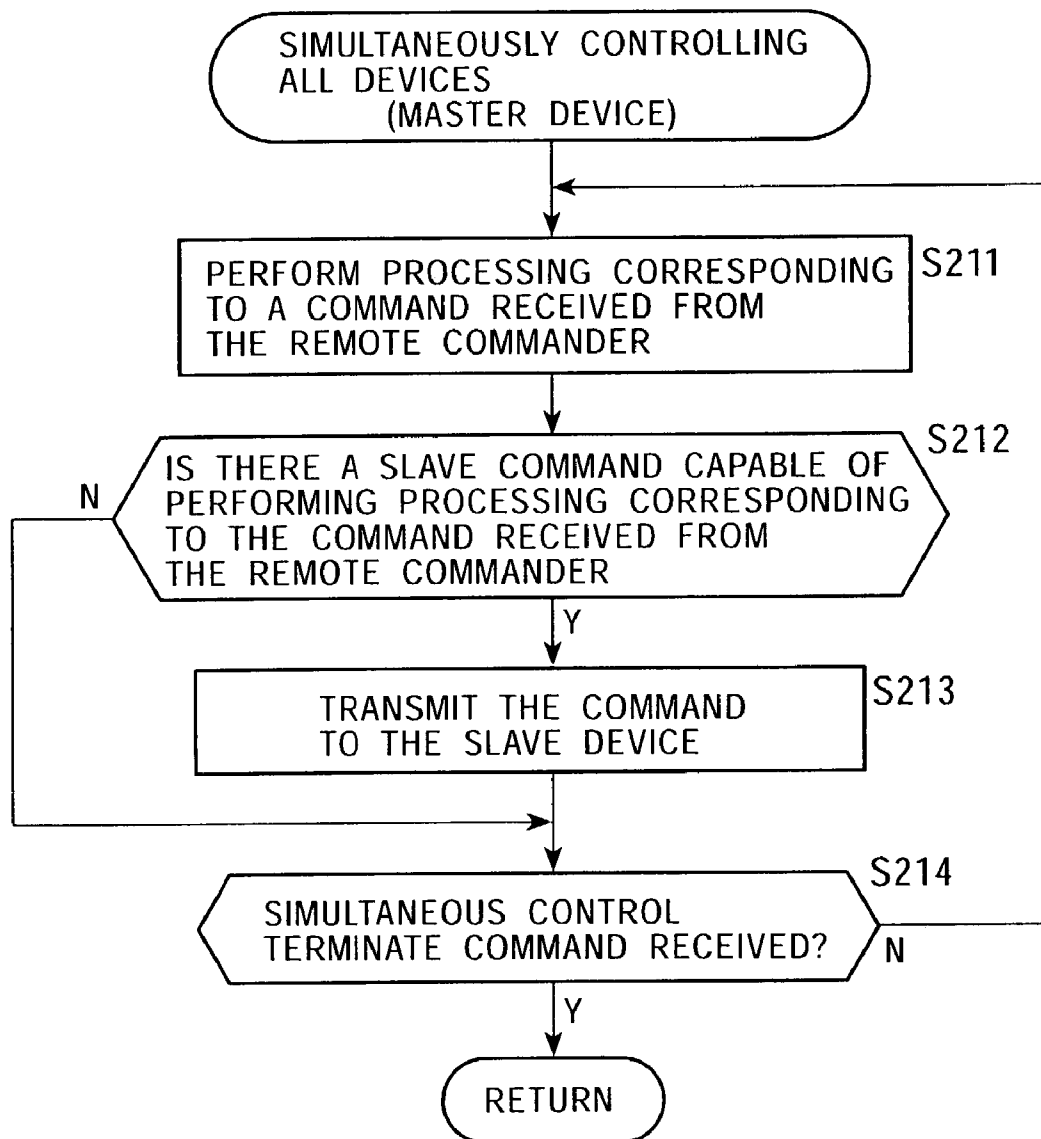 SIMULTANEOUSLY CONTROLLING
ALL DEVICES
(MASTER DEVICE)
PERFORM PROCESSING CORRESPONDING
TO A COMMAND RECEIVED FROM
THE REMOTE COMMANDER
S211
IS THERE A SLAVE COMMAND CAPABLE OF
PERFORMING PROCESSING CORRESPONDING
TO THE COMMAND RECEIVED FROM
THE REMOTE COMMANDER
S212
N
Y
TRANSMIT THE COMMAND
TO THE SLAVE DEVICE
S213
SIMULTANEOUS CONTROL
TERMINATE COMMAND RECEIVED?
S214
N
Y
RETURN